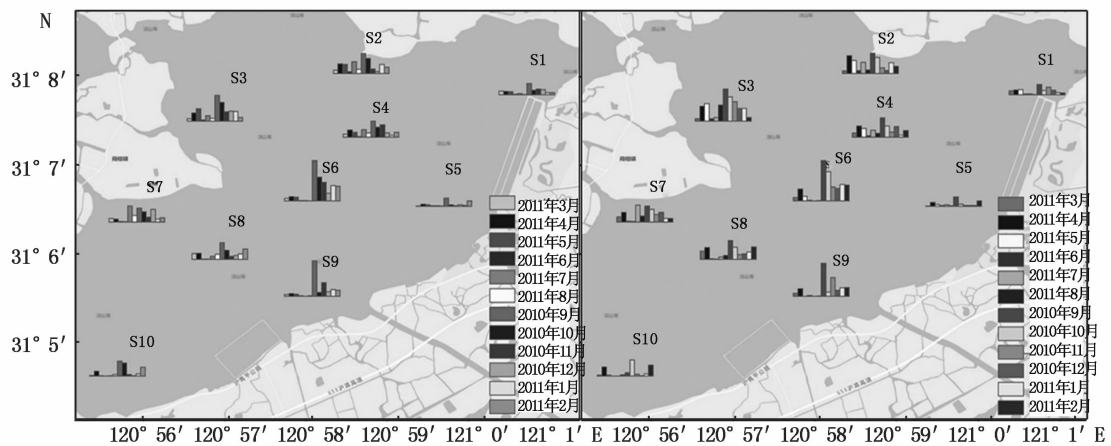 N
31° 8′
31° 7′
31° 6′
31° 5′
S1
S2
S3
S4
S5
S6
S7
S8
S9
S10
2011年3月
2011年4月
2011年5月
2011年6月
2011年7月
2011年8月
2010年9月
2010年10月
2010年11月
2010年12月
2011年1月
2011年2月
120° 56′ 120° 57′ 120° 58′ 120° 59′ 121° 0′ 121° 1′ E
S1
S2
S3
S4
S5
S6
S7
S8
S9
S10
2011年3月
2011年4月
2011年5月
2011年6月
2011年7月
2011年8月
2010年9月
2010年10月
2010年11月
2010年12月
2011年1月
2011年2月
120° 56′ 120° 57′ 120° 58′ 120° 59′ 121° 0′ 121° 1′ E